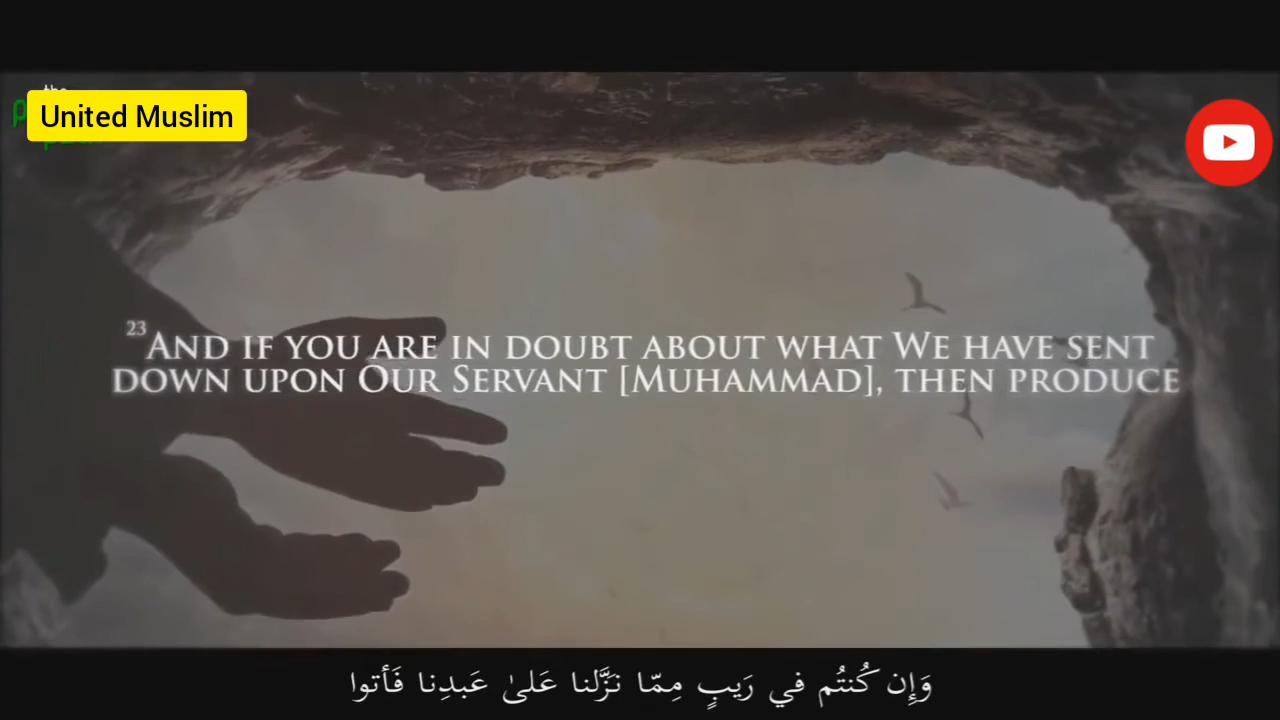 the
United Muslim
23 AND IF YOU ARE IN DOUBT ABOUT WHAT WE HAVE SENT
DOWN UPON OUR SERVANT [MUHAMMAD], THEN PRODUCE
وَإِن كُنتُم في رَيبٍ مِمّا نَزَّلنا عَلىٰ عَبدِنا فَأتوا